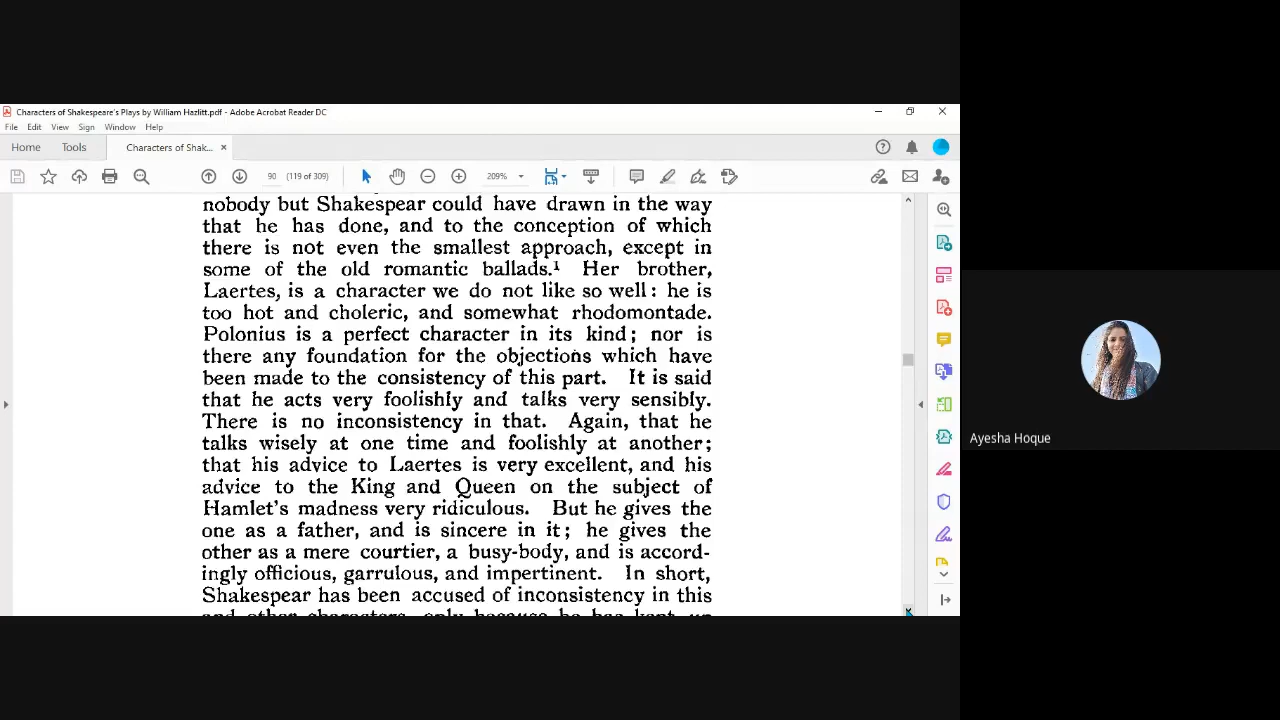 Characters of Shakespeare's Plays by William Hazlitt.pdf - Adobe Acrobat Reader DC
File Edit View Sign Window Help
Home Tools Characters of Shak... ×
90 (119 of 309) 209%
nobody but Shakespear could have drawn in the way
that he has done, and to the conception of which
there is not even the smallest approach, except in
some of the old romantic ballads.¹ Her brother,
Laertes, is a character we do not like so well: he is
too hot and choleric, and somewhat rhodomontade.
Polonius is a perfect character in its kind; nor is
there any foundation for the objections which have
been made to the consistency of this part. It is said
that he acts very foolishly and talks very sensibly.
There is no inconsistency in that. Again, that he
talks wisely at one time and foolishly at another;
that his advice to Laertes is very excellent, and his
advice to the King and Queen on the subject of
Hamlet's madness very ridiculous. But he gives the
one as a father, and is sincere in it; he gives the
other as a mere courtier, a busy-body, and is accord-
ingly officious, garrulous, and impertinent. In short,
Shakespear has been accused of inconsistency in this
and other characters, only because he has kept up
Ayesha Hoque